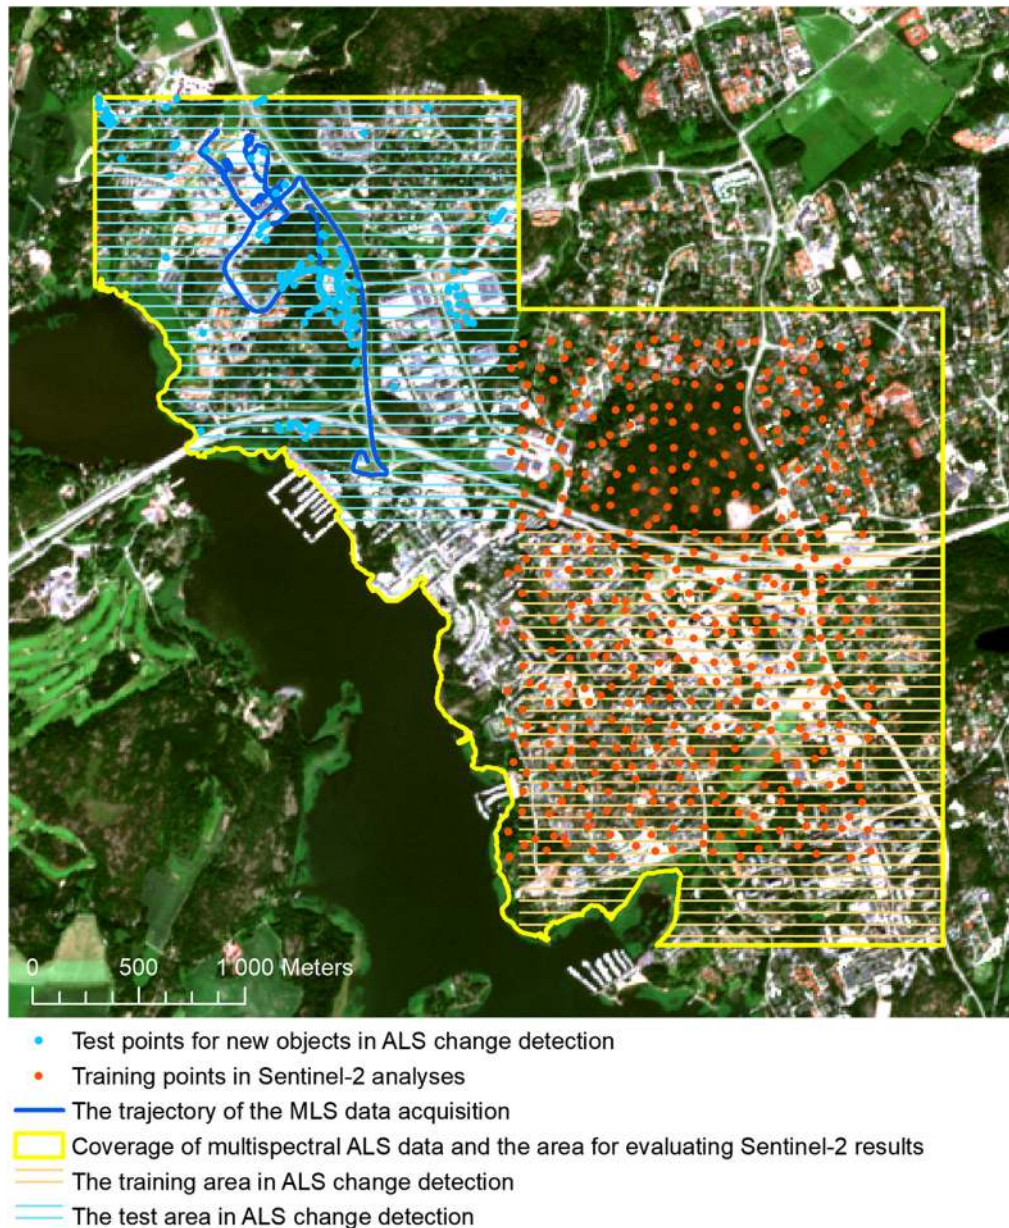 0 500 1 000 Meters
Test points for new objects in ALS change detection
Training points in Sentinel-2 analyses
The trajectory of the MLS data acquisition
Coverage of multispectral ALS data and the area for evaluating Sentinel-2 results
The training area in ALS change detection
The test area in ALS change detection